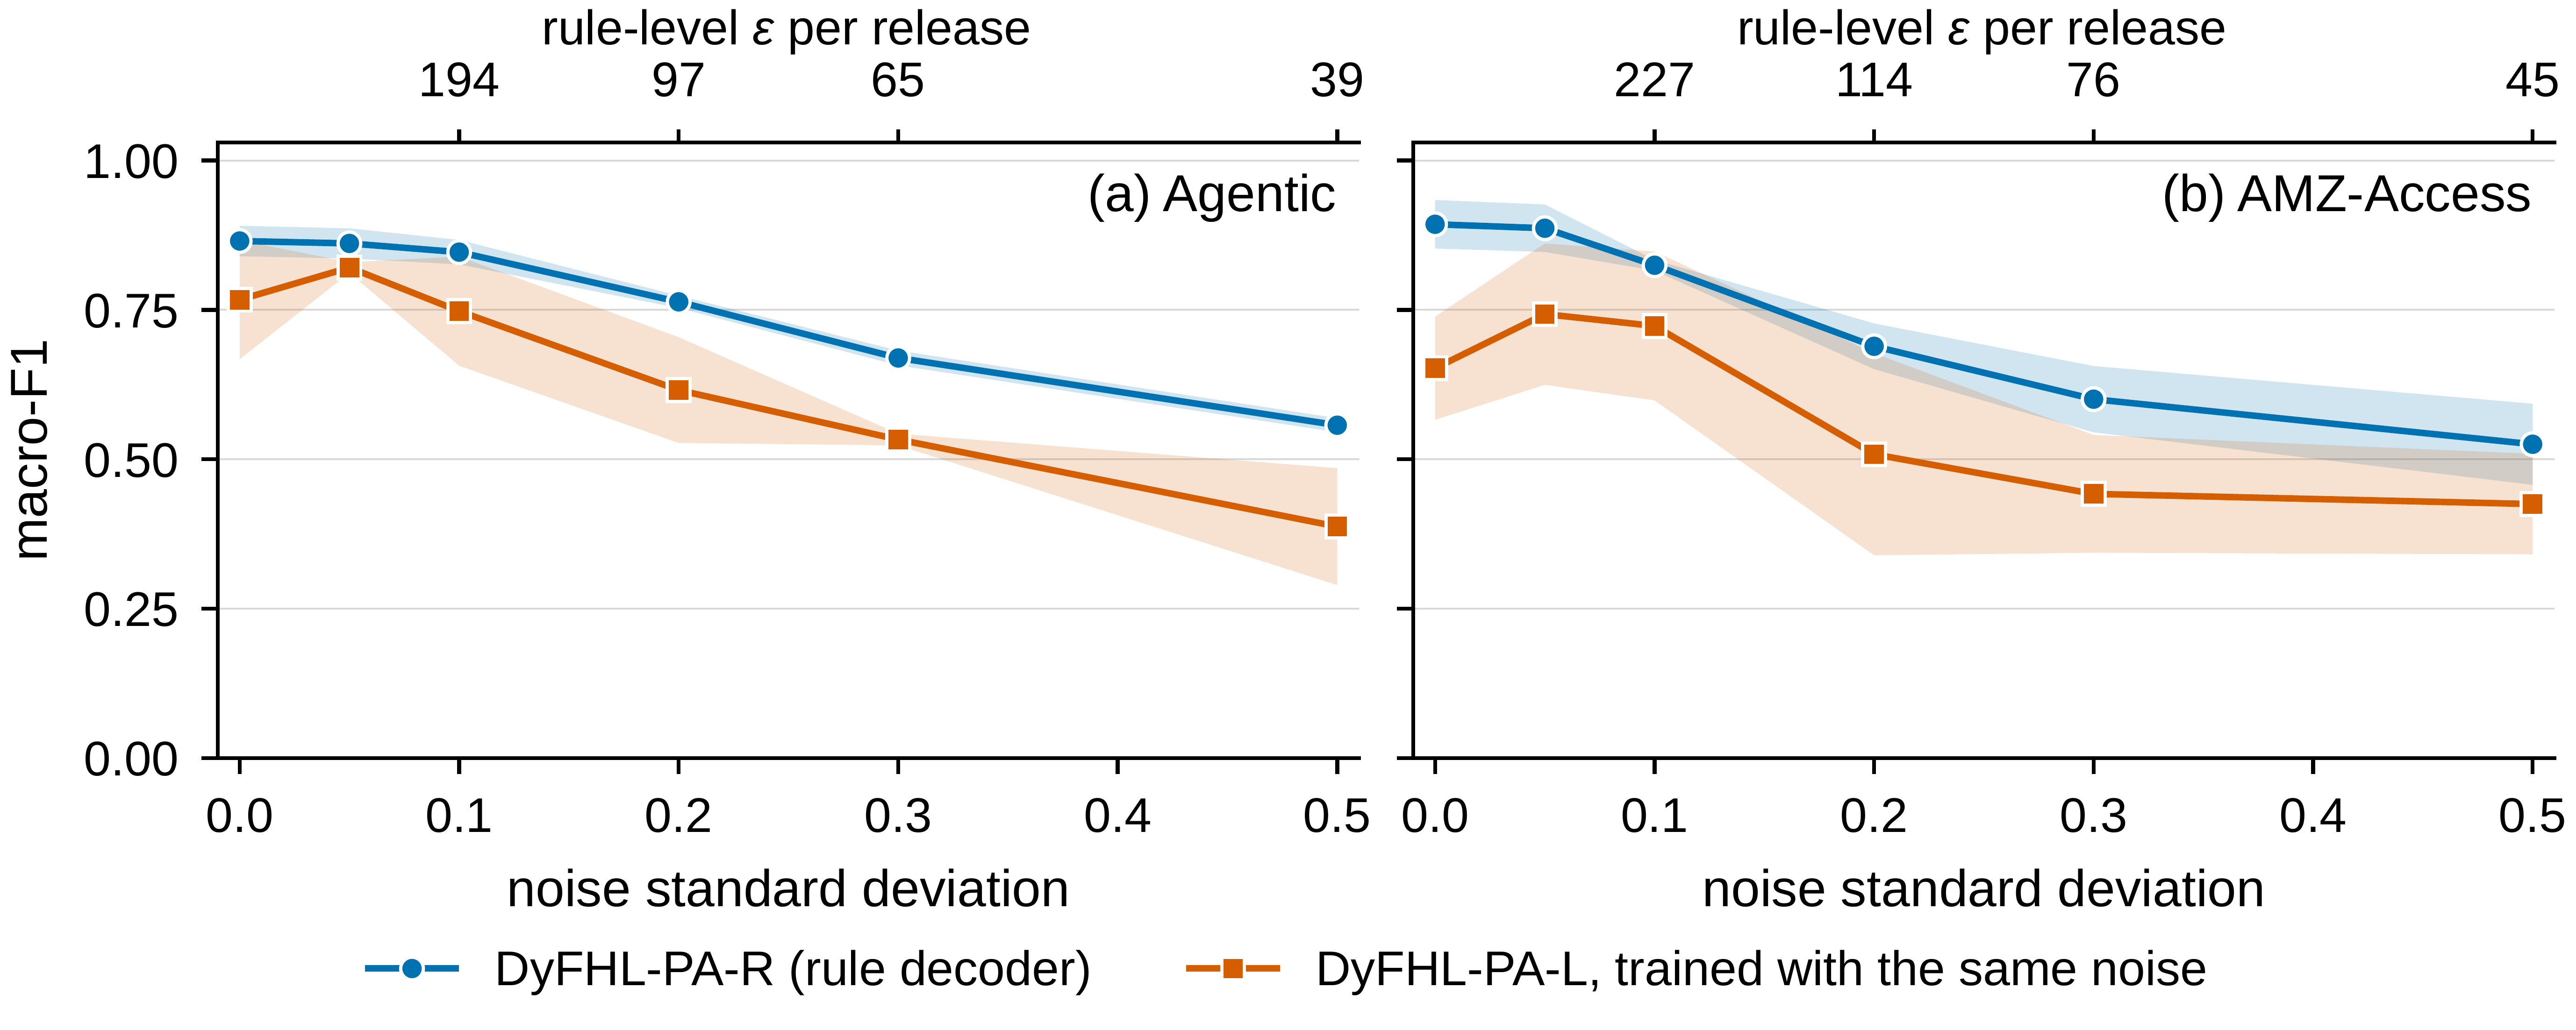 rule-level ε per release
rule-level ε per release
194 97 65 39
227 114 76 45
(a) Agentic
(b) AMZ-Access
macro-F1
1.00
0.75
0.50
0.25
0.00
0.0 0.1 0.2 0.3 0.4 0.5
0.0 0.1 0.2 0.3 0.4 0.5
noise standard deviation
noise standard deviation
DyFHL-PA-R (rule decoder)
DyFHL-PA-L, trained with the same noise